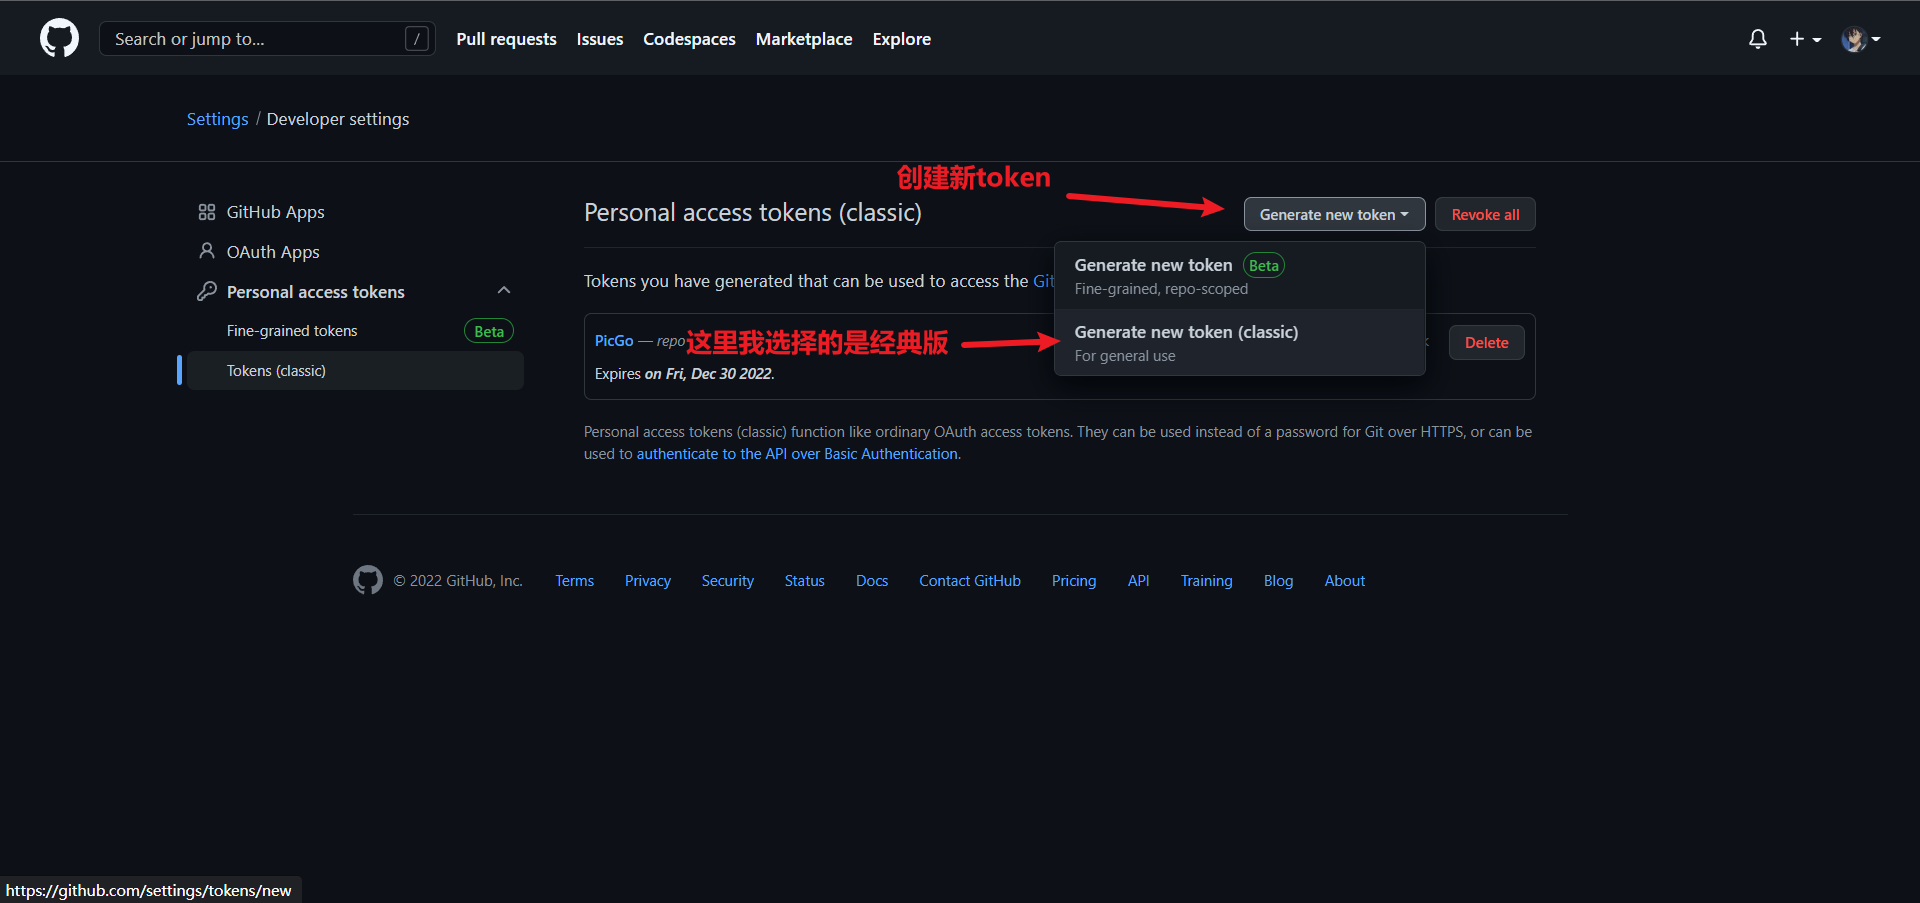 Search or jump to...
/
Pull requests
Issues
Codespaces
Marketplace
Explore
Settings / Developer settings
创建新token
GitHub Apps
OAuth Apps
Personal access tokens
Fine-grained tokens
Beta
Tokens (classic)
Personal access tokens (classic)
Generate new token
Revoke all
Generate new token Beta
Fine-grained, repo-scoped
Generate new token (classic)
For general use
Tokens you have generated that can be used to access the Git
PicGo — repo
这里我选择的是经典版
Delete
Expires on Fri, Dec 30 2022.
Personal access tokens (classic) function like ordinary OAuth access tokens. They can be used instead of a password for Git over HTTPS, or can be
used to authenticate to the API over Basic Authentication.
© 2022 GitHub, Inc.
Terms
Privacy
Security
Status
Docs
Contact GitHub
Pricing
API
Training
Blog
About
https://github.com/settings/tokens/new